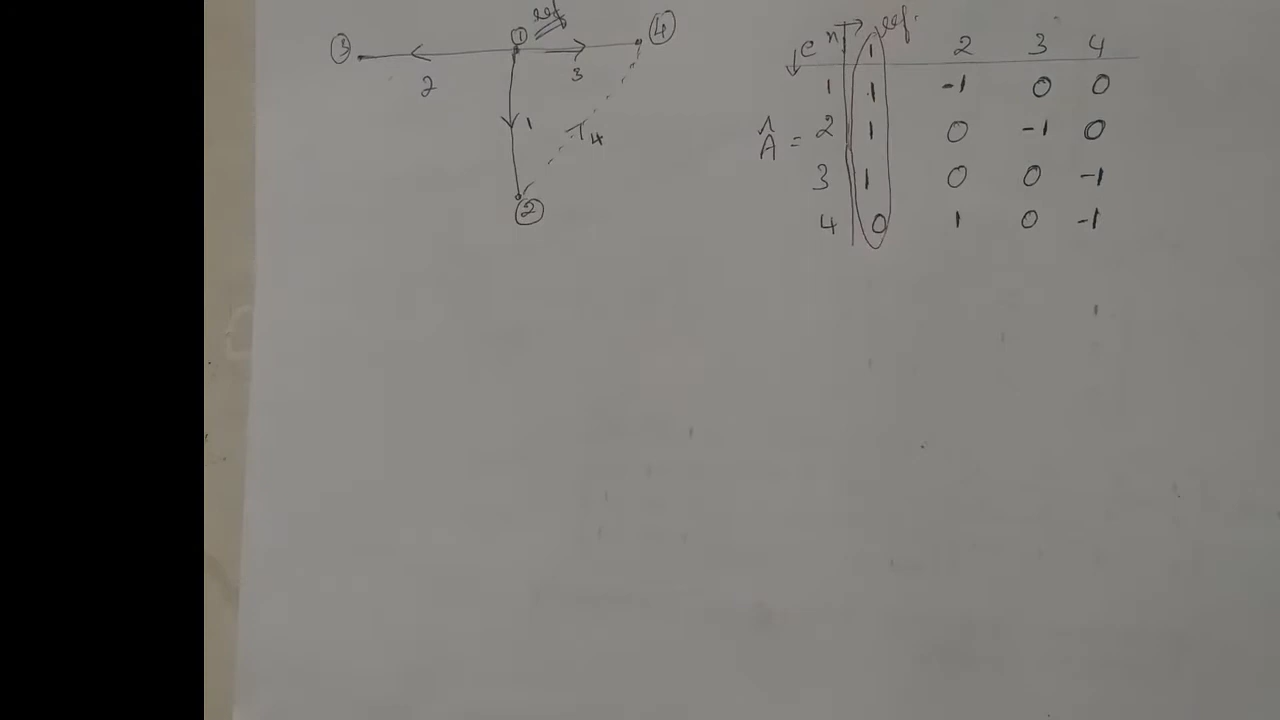 ① ref
③ ④
2 3
1
4
②
e n 1 ref. 2 3 4
1 1 -1 0 0
2 1 0 -1 0
Â =
3 1 0 0 -1
4 0 1 0 -1